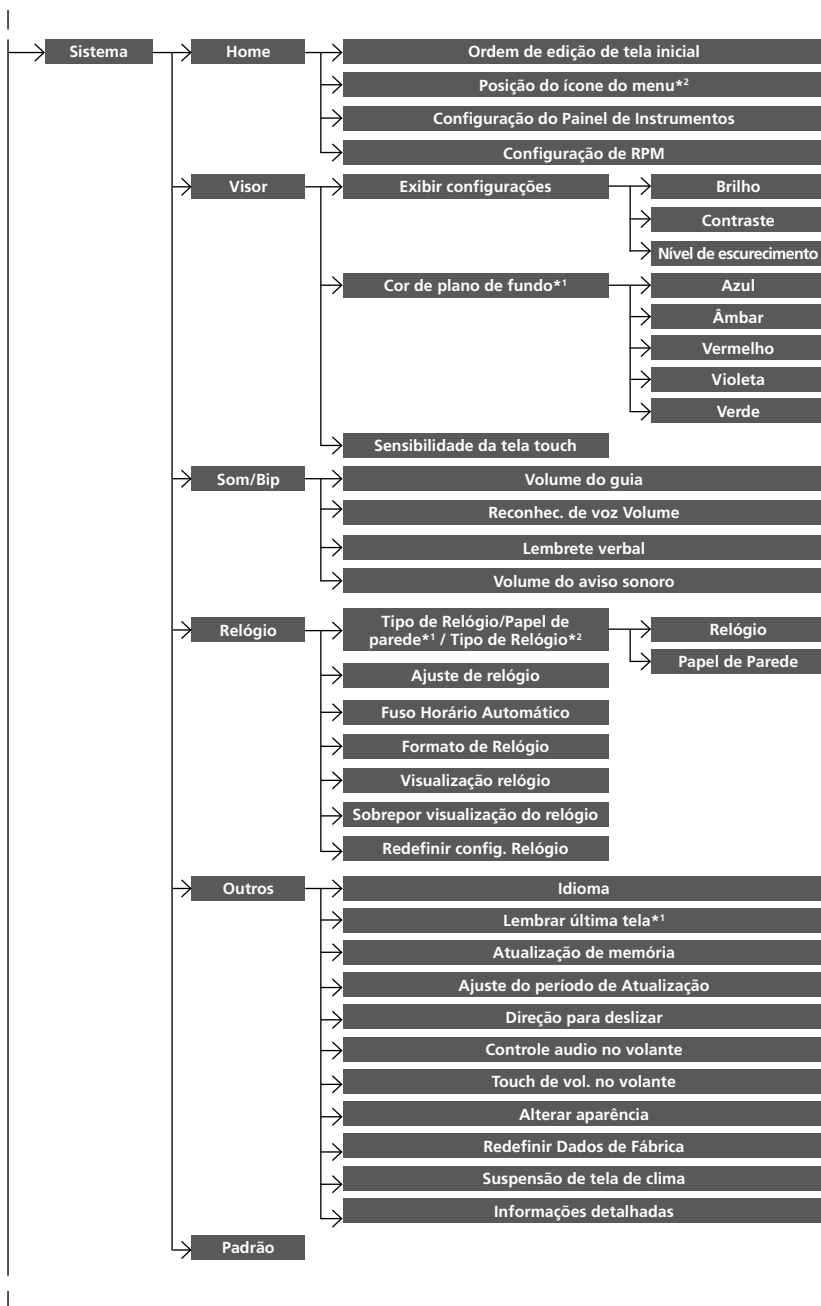 Sistema
Home
Ordem de edição de tela inicial
Posição do ícone do menu*2
Configuração do Painel de Instrumentos
Configuração de RPM
Visor
Exibir configurações
Brilho
Contraste
Nível de escurecimento
Cor de plano de fundo*1
Azul
Âmbar
Vermelho
Violeta
Verde
Sensibilidade da tela touch
Som/Bip
Volume do guia
Reconhec. de voz Volume
Lembrete verbal
Volume do aviso sonoro
Relógio
Tipo de Relógio/Papel de
parede*1 / Tipo de Relógio*2
Relógio
Papel de Parede
Ajuste de relógio
Fuso Horário Automático
Formato de Relógio
Visualização relógio
Sobrepor visualização do relógio
Redefinir config. Relógio
Outros
Idioma
Lembrar última tela*1
Atualização de memória
Ajuste do período de Atualização
Direção para deslizar
Controle audio no volante
Touch de vol. no volante
Alterar aparência
Redefinir Dados de Fábrica
Suspensão de tela de clima
Informações detalhadas
Padrão